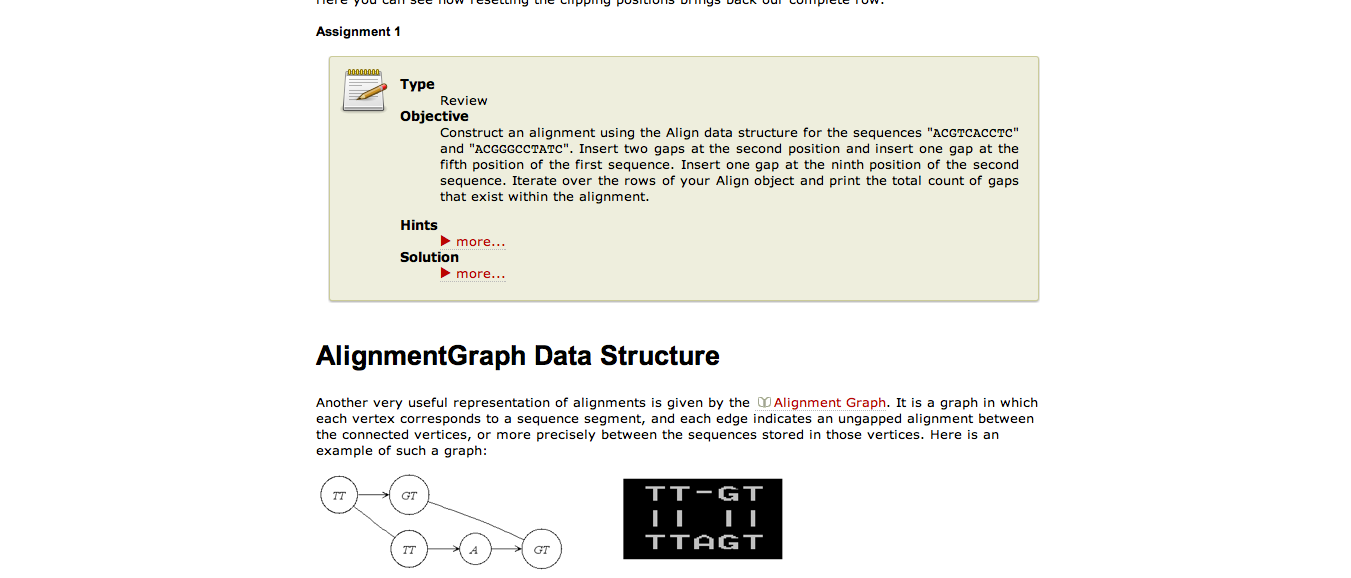 Here you can see how resetting the clipping positions brings back our complete row.
Assignment 1
Type
Review
Objective
Construct an alignment using the Align data structure for the sequences "ACGTCACCTC"
and "ACGGGCCTATC". Insert two gaps at the second position and insert one gap at the
fifth position of the first sequence. Insert one gap at the ninth position of the second
sequence. Iterate over the rows of your Align object and print the total count of gaps
that exist within the alignment.
Hints
more...
Solution
more...
AlignmentGraph Data Structure
Another very useful representation of alignments is given by the Alignment Graph. It is a graph in which
each vertex corresponds to a sequence segment, and each edge indicates an ungapped alignment between
the connected vertices, or more precisely between the sequences stored in those vertices. Here is an
example of such a graph:
TT GT
TT A GT
TT-GT
|| ||
TTAGT